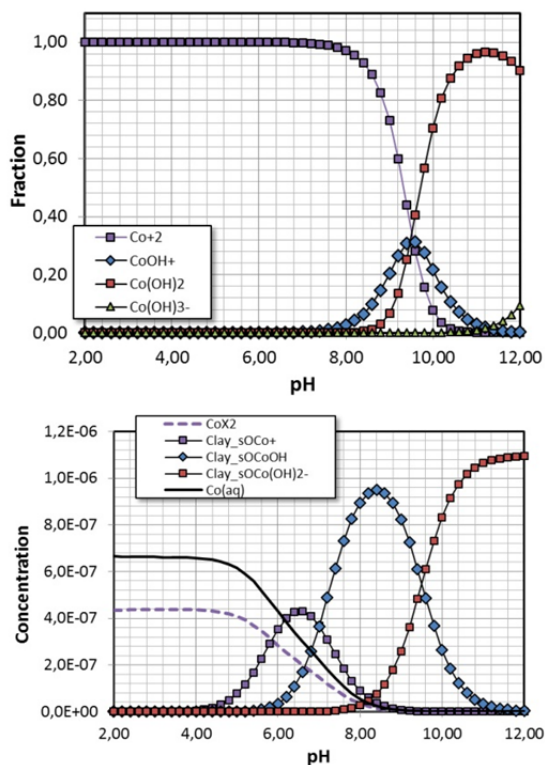 1,00
0,80
0,60
0,40
0,20
0,00
Fraction
Co+2
CoOH+
Co(OH)2
Co(OH)3-
2,00 4,00 6,00 8,00 10,00 12,00
pH
CoX2
Clay_sOCo+
Clay_sOCoOH
Clay_sOCo(OH)2-
Co(aq)
1,2E-06
1,0E-06
8,0E-07
6,0E-07
4,0E-07
2,0E-07
0,0E+00
Concentration
2,00 4,00 6,00 8,00 10,00 12,00
pH